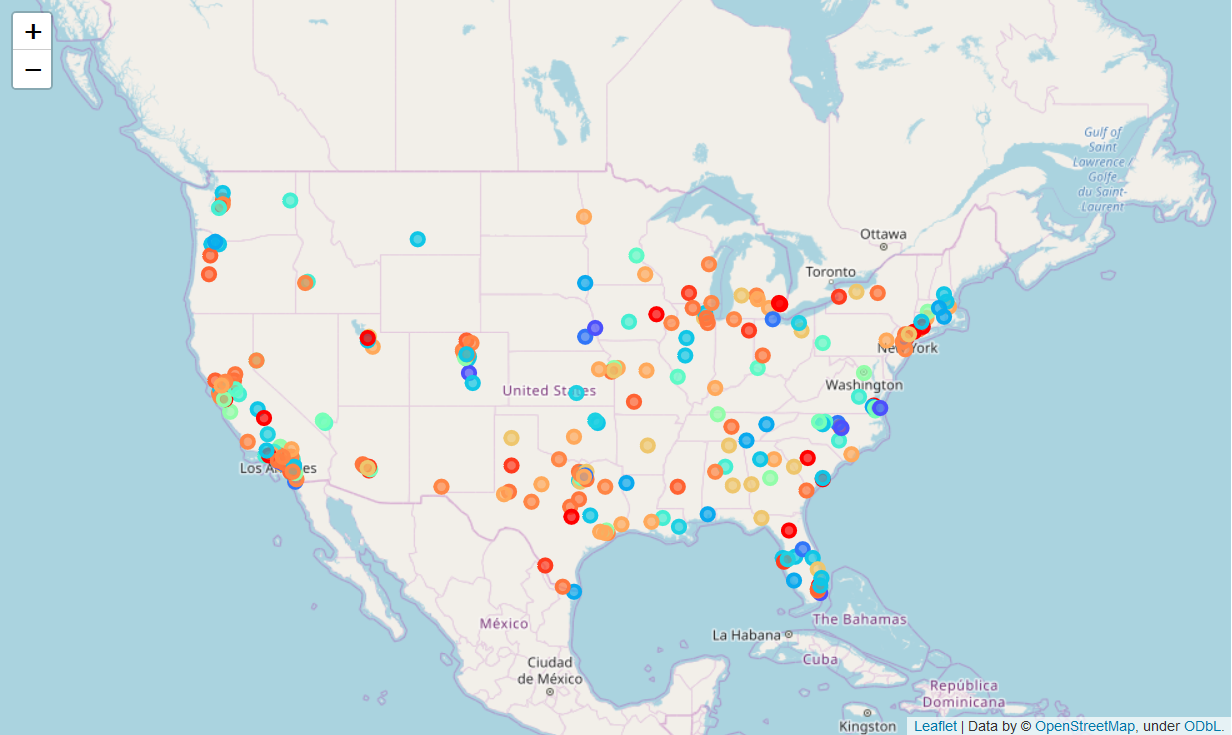 +
−
Gulf of
Saint
Lawrence /
Golfe
du Saint-
Laurent
Ottawa
Toronto
New York
Washington
United States
Los Angeles
The Bahamas
La Habana
México
Cuba
Ciudad
de México
República
Dominicana
Kingston
Leaflet | Data by © OpenStreetMap, under ODbL.